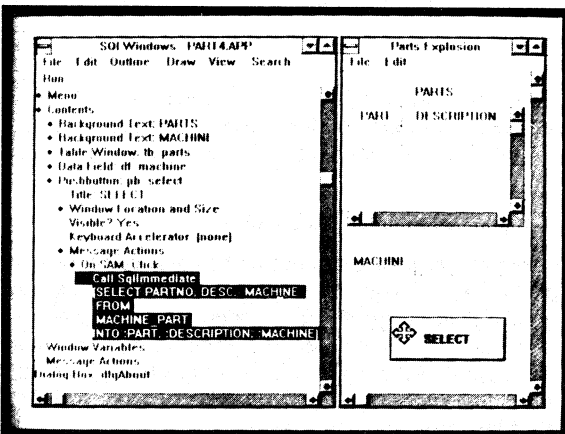 SQLWindows PART4.APP
File Edit Outline Draw View Search
Run
Menu
Contents
Background Text: PARTS
Background Text: MACHINE
Table Window: tb_parts
Data Field: df_machine
Pushbutton: pb_select
Title: SELECT
Window Location and Size
Visible? Yes
Keyboard Accelerator: (none)
Message Actions
On SAM_Click
Call SqlImmediate
SELECT PARTNO, DESC, MACHINE
FROM
MACHINE_PART
INTO :PART, :DESCRIPTION, :MACHINE
Window Variables
Message Actions
Dialog Box: dlgAbout
Parts Explosion
File Edit
PARTS
PART DESCRIPTION
MACHINE
SELECT